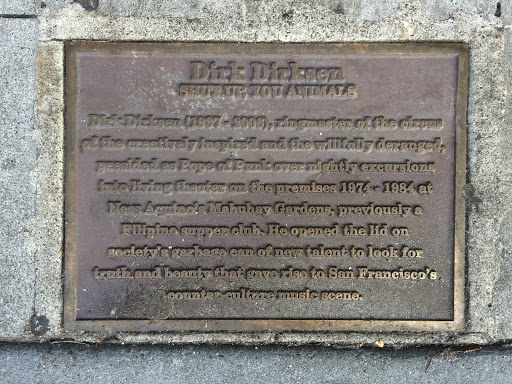 Dirk Dirksen
SHUT UP, YOU ANIMALS
Dirk Dirksen (1937 - 2006), ringmaster of the circus
of the creatively inspired and the willfully deranged,
presided as Pope of Punk over nightly excursions
into living theater on the premises 1974 - 1984 at
Ness Aquino's Mabuhay Gardens, previously a
Filipino supper club. He opened the lid on
society's garbage can of new talent to look for
truth and beauty that gave rise to San Francisco's
counter-culture music scene.